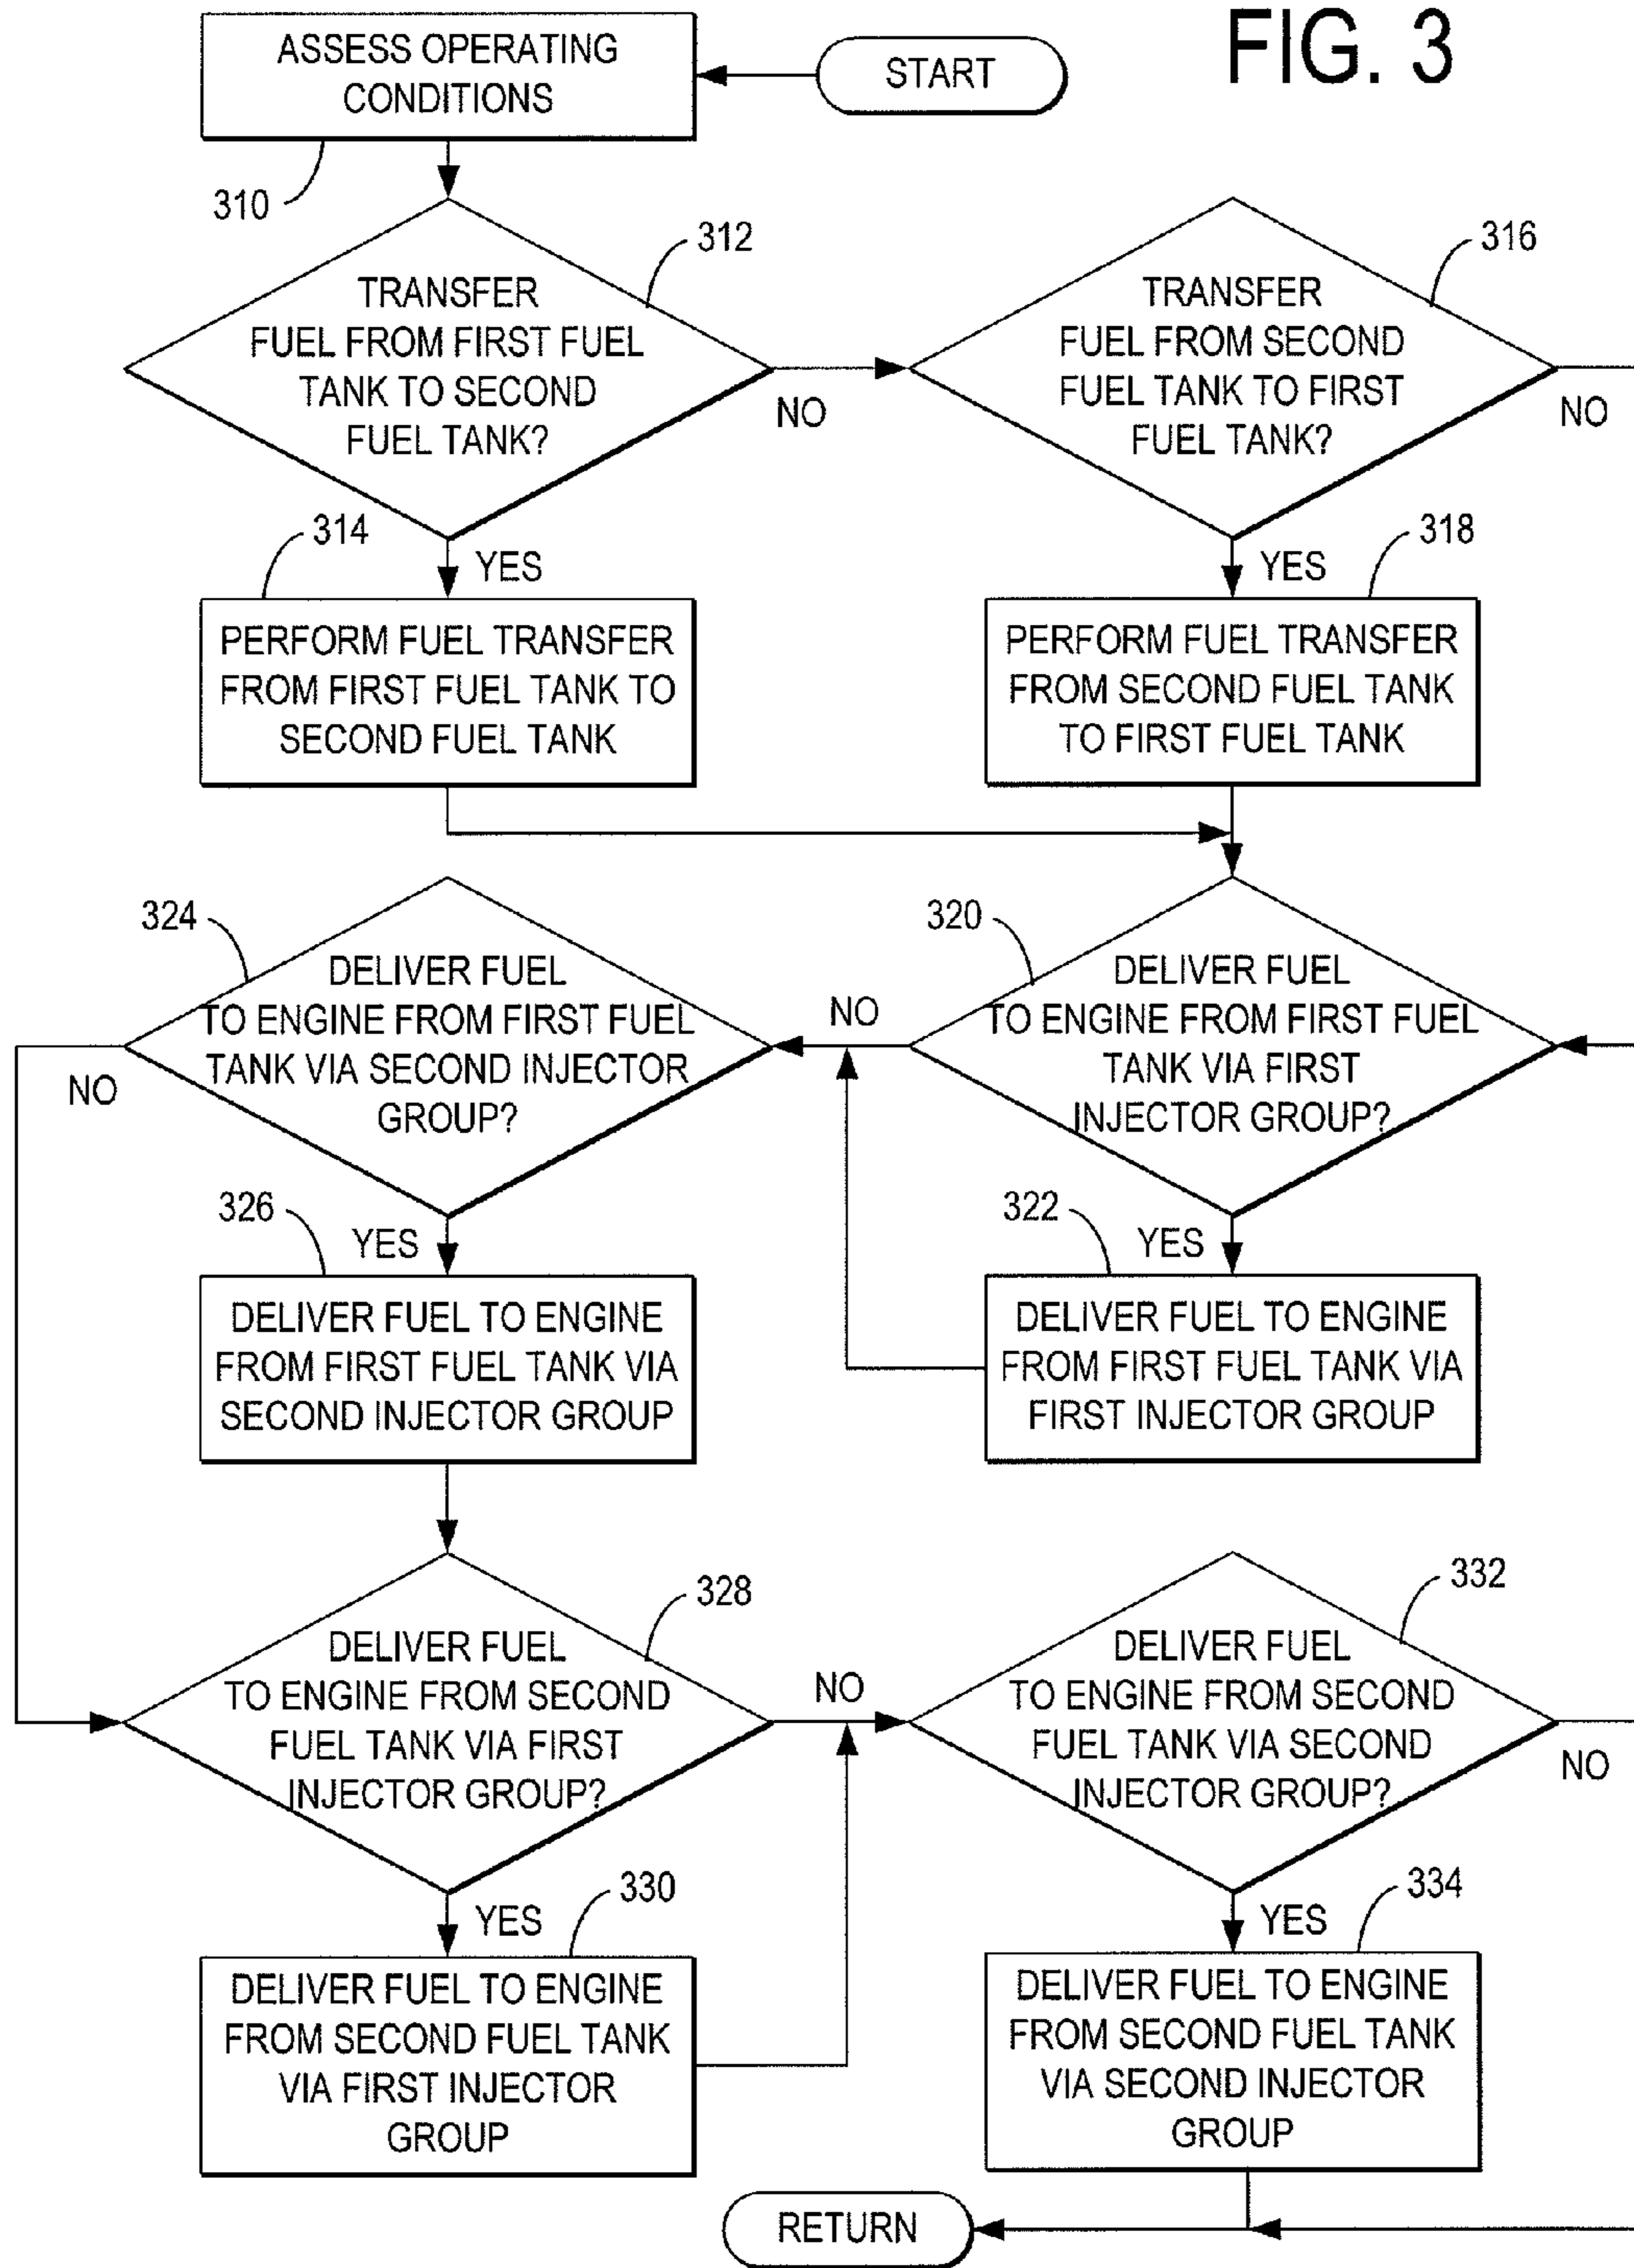 FIG. 3
START
ASSESS OPERATING
CONDITIONS
310
312
TRANSFER
FUEL FROM FIRST FUEL
TANK TO SECOND
FUEL TANK?
NO
YES
316
TRANSFER
FUEL FROM SECOND
FUEL TANK TO FIRST
FUEL TANK?
NO
YES
314
PERFORM FUEL TRANSFER
FROM FIRST FUEL TANK TO
SECOND FUEL TANK
318
PERFORM FUEL TRANSFER
FROM SECOND FUEL TANK
TO FIRST FUEL TANK
320
DELIVER FUEL
TO ENGINE FROM FIRST FUEL
TANK VIA FIRST
INJECTOR GROUP?
NO
YES
322
DELIVER FUEL TO ENGINE
FROM FIRST FUEL TANK VIA
FIRST INJECTOR GROUP
324
DELIVER FUEL
TO ENGINE FROM FIRST FUEL
TANK VIA SECOND INJECTOR
GROUP?
NO
YES
326
DELIVER FUEL TO ENGINE
FROM FIRST FUEL TANK VIA
SECOND INJECTOR GROUP
328
DELIVER FUEL
TO ENGINE FROM SECOND
FUEL TANK VIA FIRST
INJECTOR GROUP?
NO
YES
330
DELIVER FUEL TO ENGINE
FROM SECOND FUEL TANK
VIA FIRST INJECTOR
GROUP
332
DELIVER FUEL
TO ENGINE FROM SECOND
FUEL TANK VIA SECOND
INJECTOR GROUP?
NO
YES
334
DELIVER FUEL TO ENGINE
FROM SECOND FUEL TANK
VIA SECOND INJECTOR
GROUP
RETURN